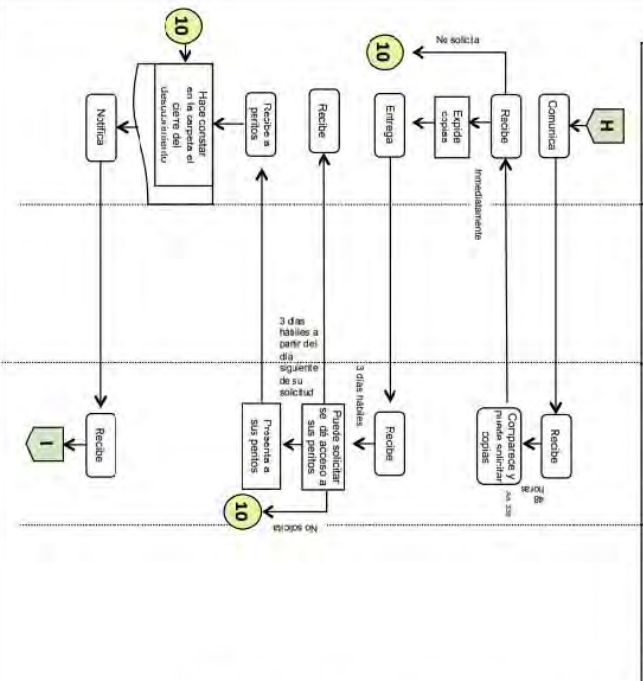 H
Comunica
Recibe
Comparece y
puede solicitar
copias
48
horas
Art. 339
Inmediatamente
Recibe
No solicita
10
Expide
copias
Entrega
Recibe
3 días hábiles
Puede solicitar
se dé acceso a
sus peritos
No solicita
10
Recibe
3 días
hábiles a
partir del
día
siguiente
de su
solicitud
Presenta a
sus peritos
Recibe a
peritos
10
Hace constar
en la carpeta el
cierre del
descubrimiento
Notifica
Recibe
I